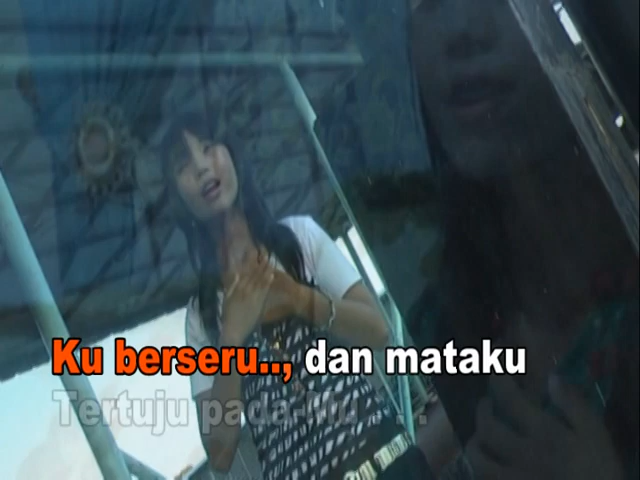 Ku berseru.., dan mataku
Tertuju pada-Mu . . .